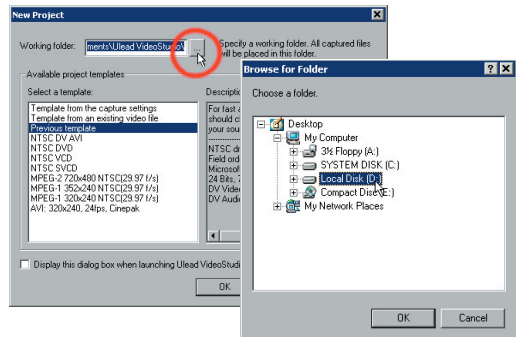 New Project
Working folder:
ments\Ulead VideoStudio\
...
Specify a working folder. All captured files
will be placed in this folder.
Available project templates
Select a template:
Template from the capture settings
Template from an existing video file
Previous template
NTSC DV AVI
NTSC DVD
NTSC VCD
NTSC SVCD
MPEG-2 720x480 NTSC(29.97 f/s)
MPEG-1 352x240 NTSC(29.97 f/s)
MPEG-1 320x240 NTSC(29.97 f/s)
AVI: 320x240, 24fps, Cinepak
Descriptio
For fast a
should cl
your sou
NTSC dr
Field ord
Microsof
24 Bits, 7
DV Vide
DV Audi
Display this dialog box when launching Ulead VideoStudi
OK
Browse for Folder
Choose a folder.
Desktop
My Computer
3½ Floppy (A:)
SYSTEM DISK (C:)
Local Disk (D:)
Compact Disc (E:)
My Network Places
OK
Cancel